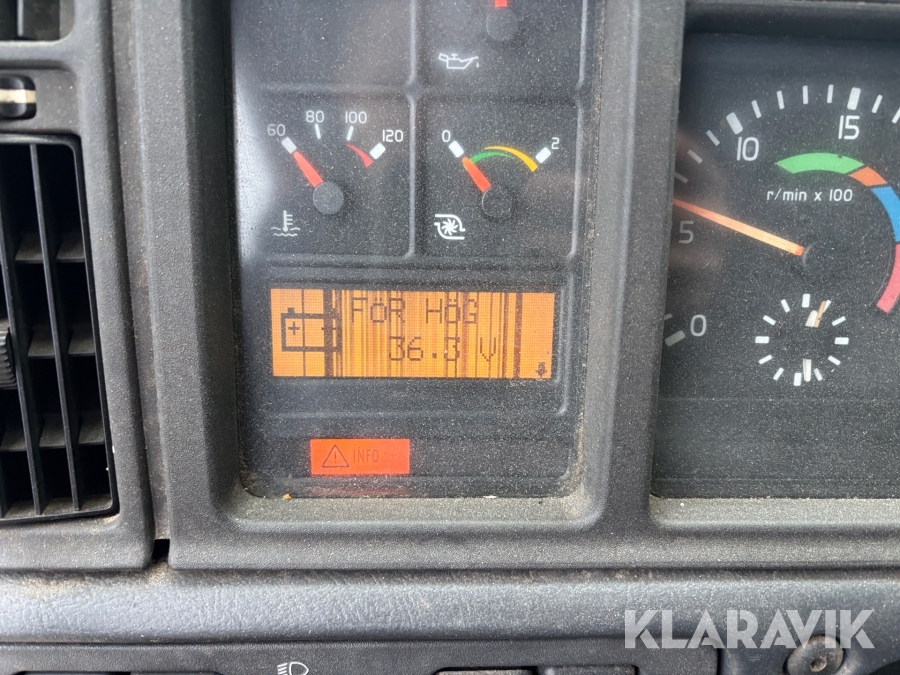 60 80 100 120
0 2
FÖR HÖG
36.3 V
INFO
0 5 10 15
r/min x 100
KLARAVIK